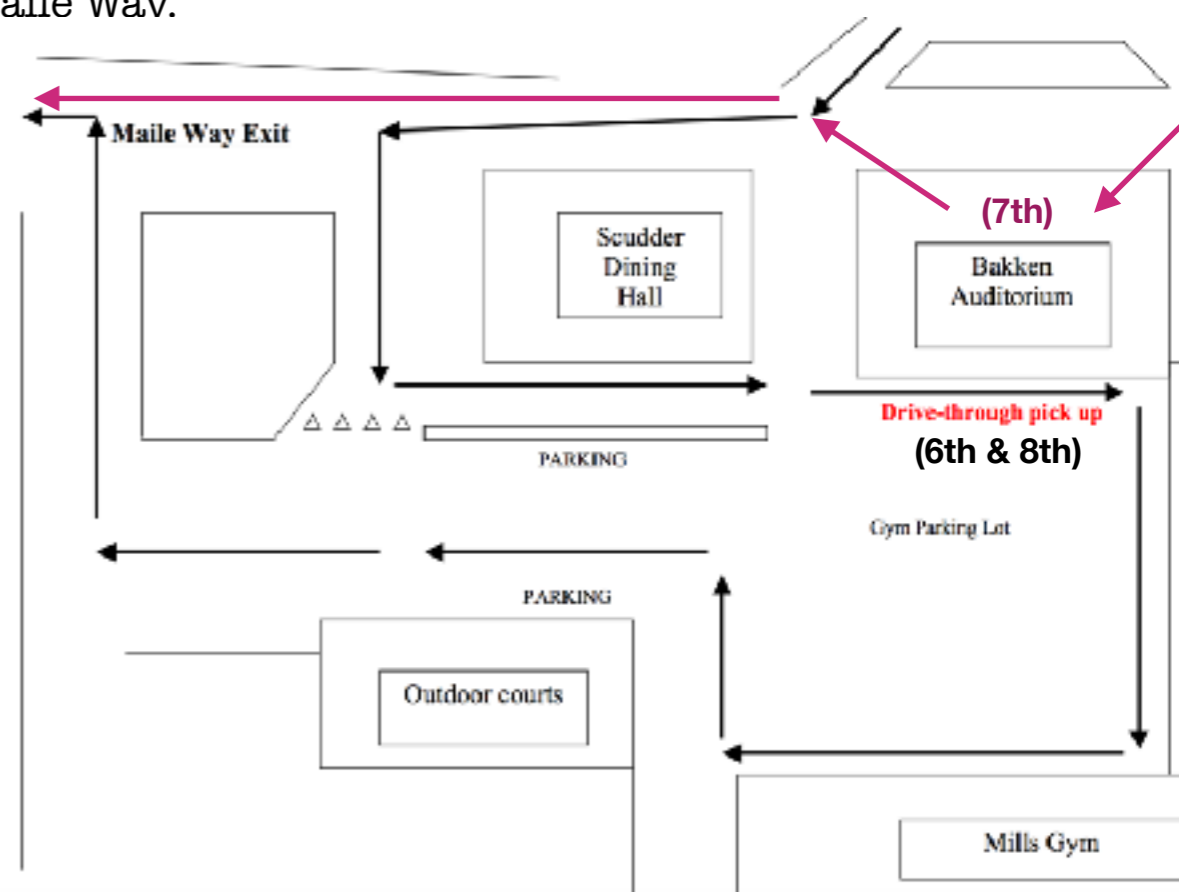 Way.
Maile Way Exit
(7th)
Scudder
Dining
Hall
Bakken
Auditorium
Drive-through pick up
(6th & 8th)
PARKING
Gym Parking Lot
PARKING
Outdoor courts
Mills Gym